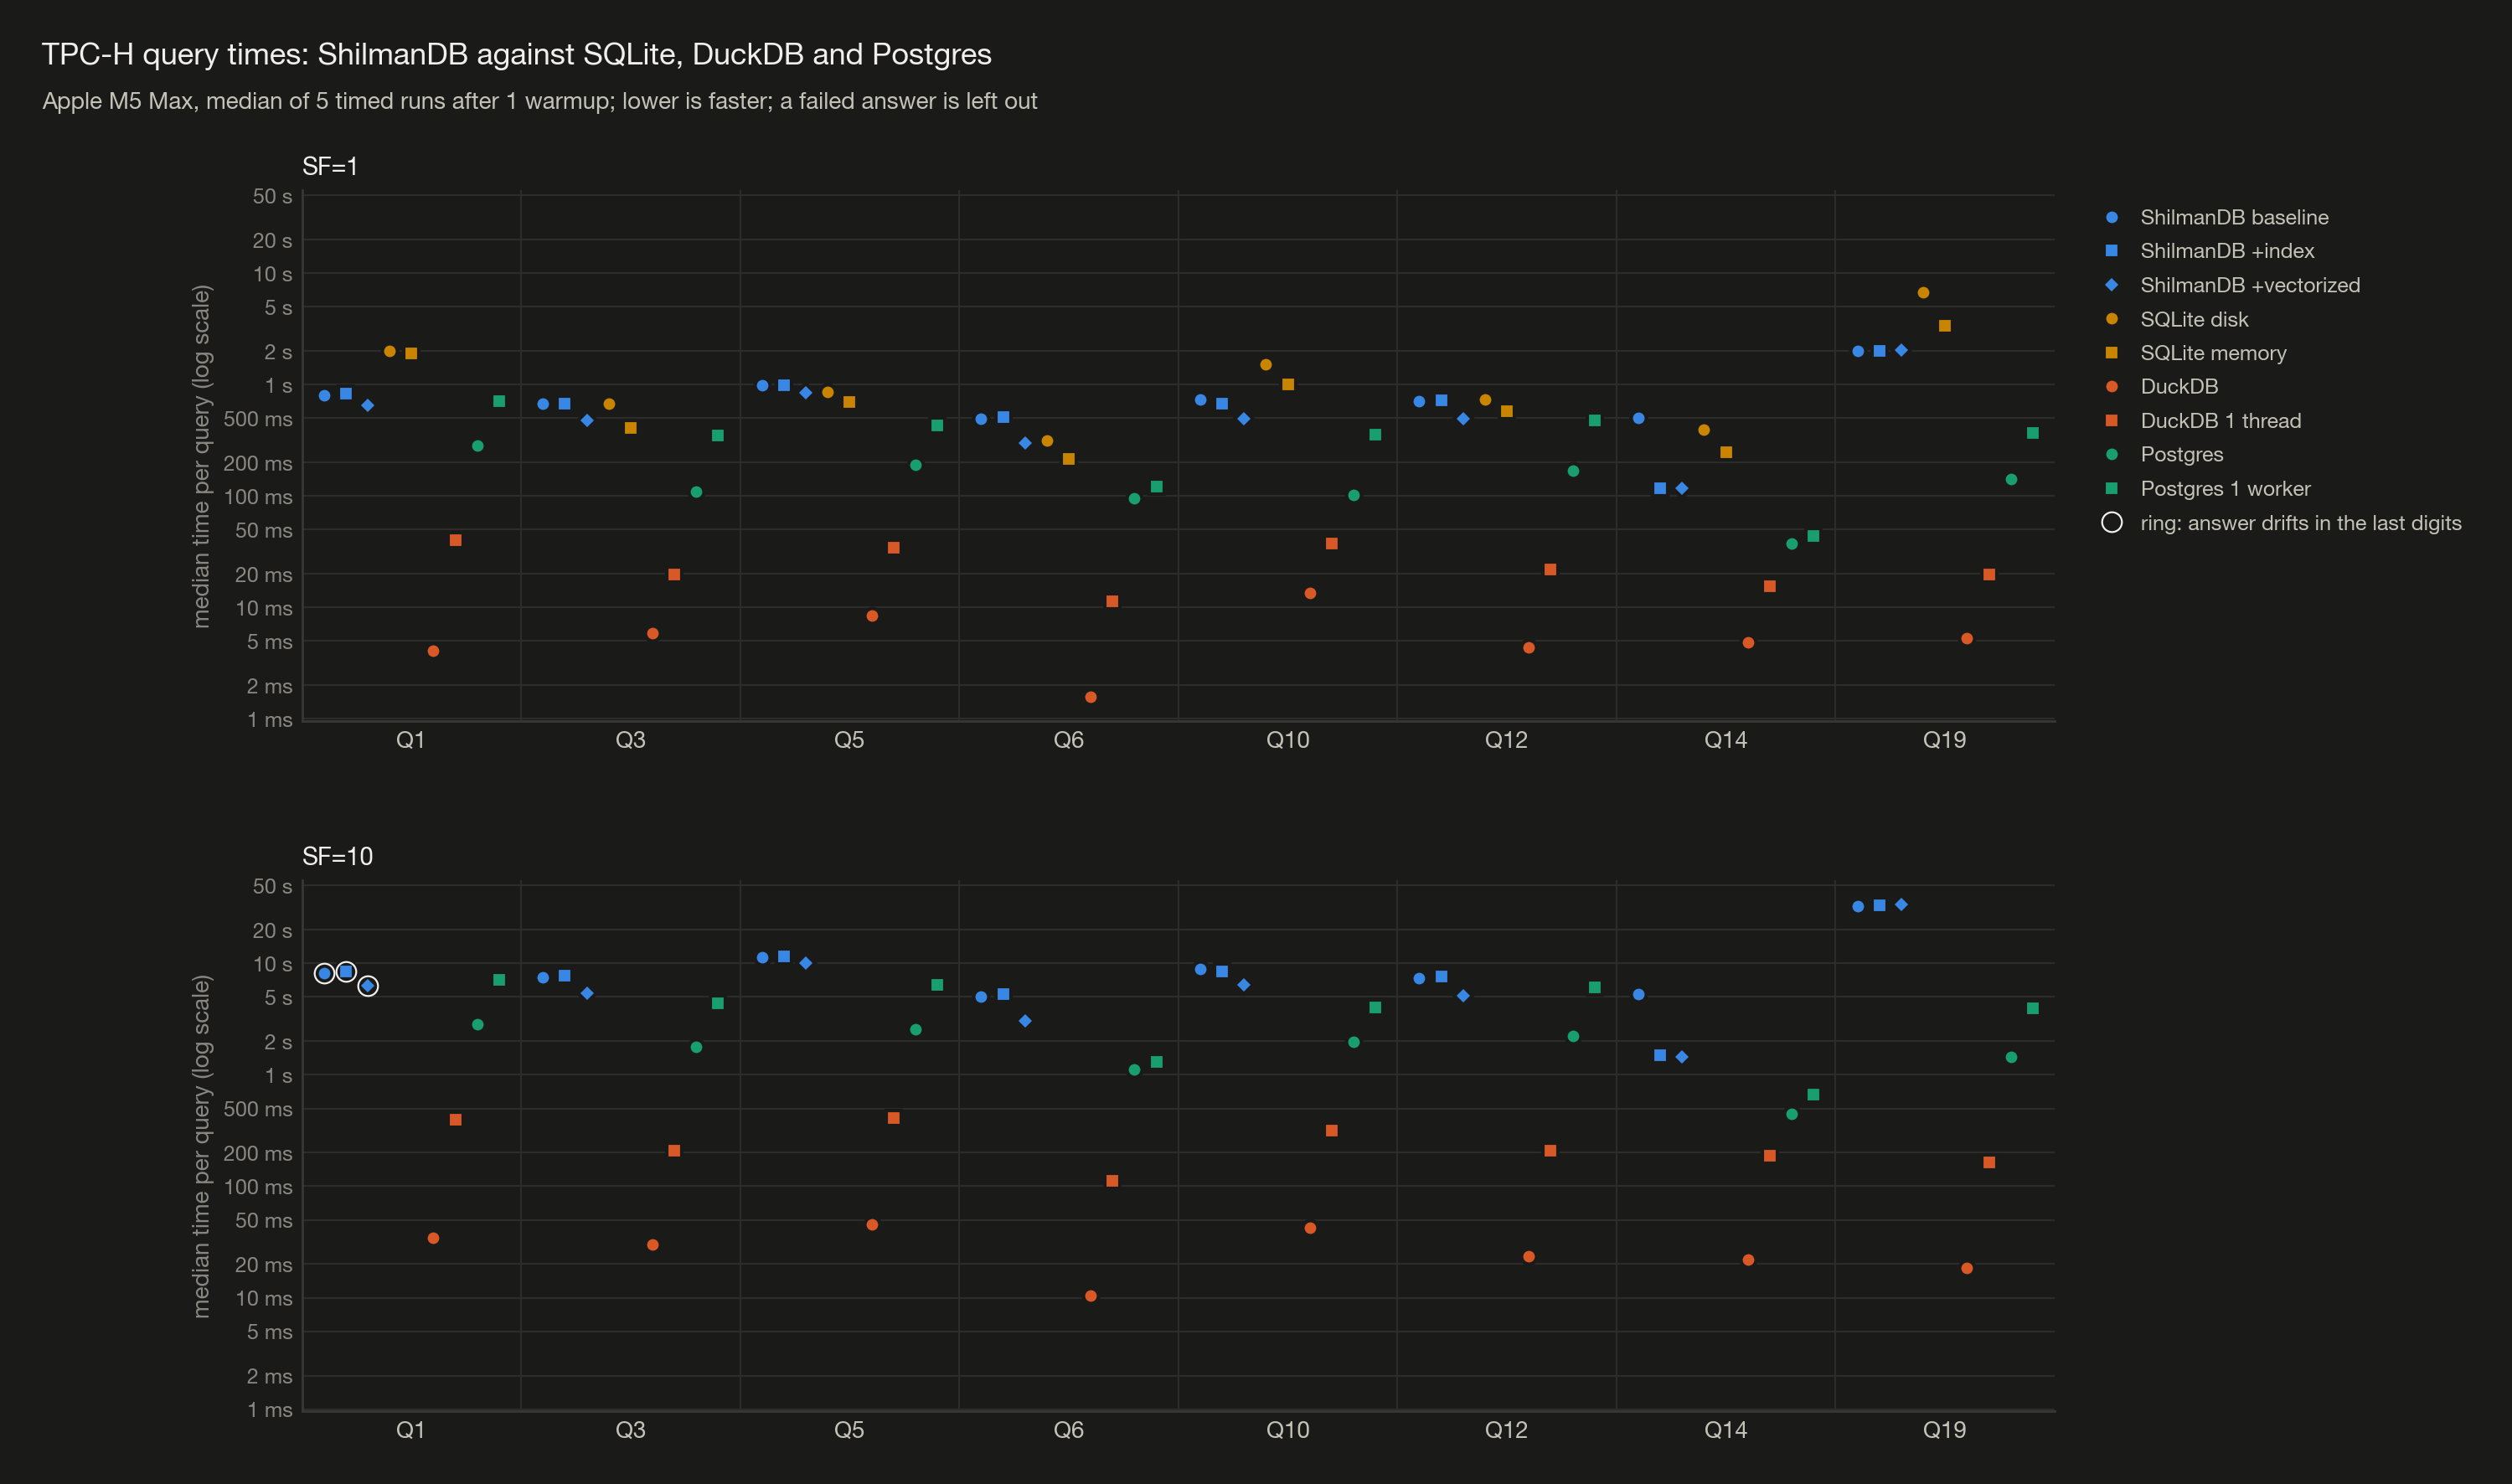 TPC-H query times: ShilmanDB against SQLite, DuckDB and Postgres
Apple M5 Max, median of 5 timed runs after 1 warmup; lower is faster; a failed answer is left out
SF=1
median time per query (log scale)
50 s
20 s
10 s
5 s
2 s
1 s
500 ms
200 ms
100 ms
50 ms
20 ms
10 ms
5 ms
2 ms
1 ms
Q1
Q3
Q5
Q6
Q10
Q12
Q14
Q19
ShilmanDB baseline
ShilmanDB +index
ShilmanDB +vectorized
SQLite disk
SQLite memory
DuckDB
DuckDB 1 thread
Postgres
Postgres 1 worker
ring: answer drifts in the last digits
SF=10
median time per query (log scale)
50 s
20 s
10 s
5 s
2 s
1 s
500 ms
200 ms
100 ms
50 ms
20 ms
10 ms
5 ms
2 ms
1 ms
Q1
Q3
Q5
Q6
Q10
Q12
Q14
Q19